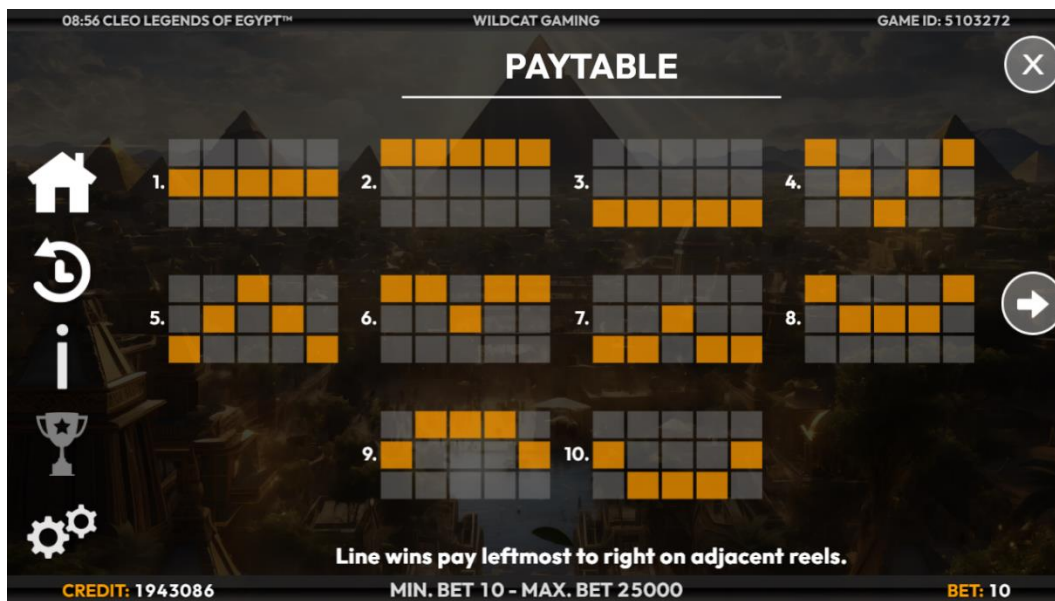 08:56 CLEO LEGENDS OF EGYPT™ WILDCAT GAMING GAME ID: 5103272
PAYTABLE
X
1. 2. 3. 4.
5. 6. 7. 8.
9. 10.
Line wins pay leftmost to right on adjacent reels.
CREDIT: 1943086 MIN. BET 10 - MAX. BET 25000 BET: 10